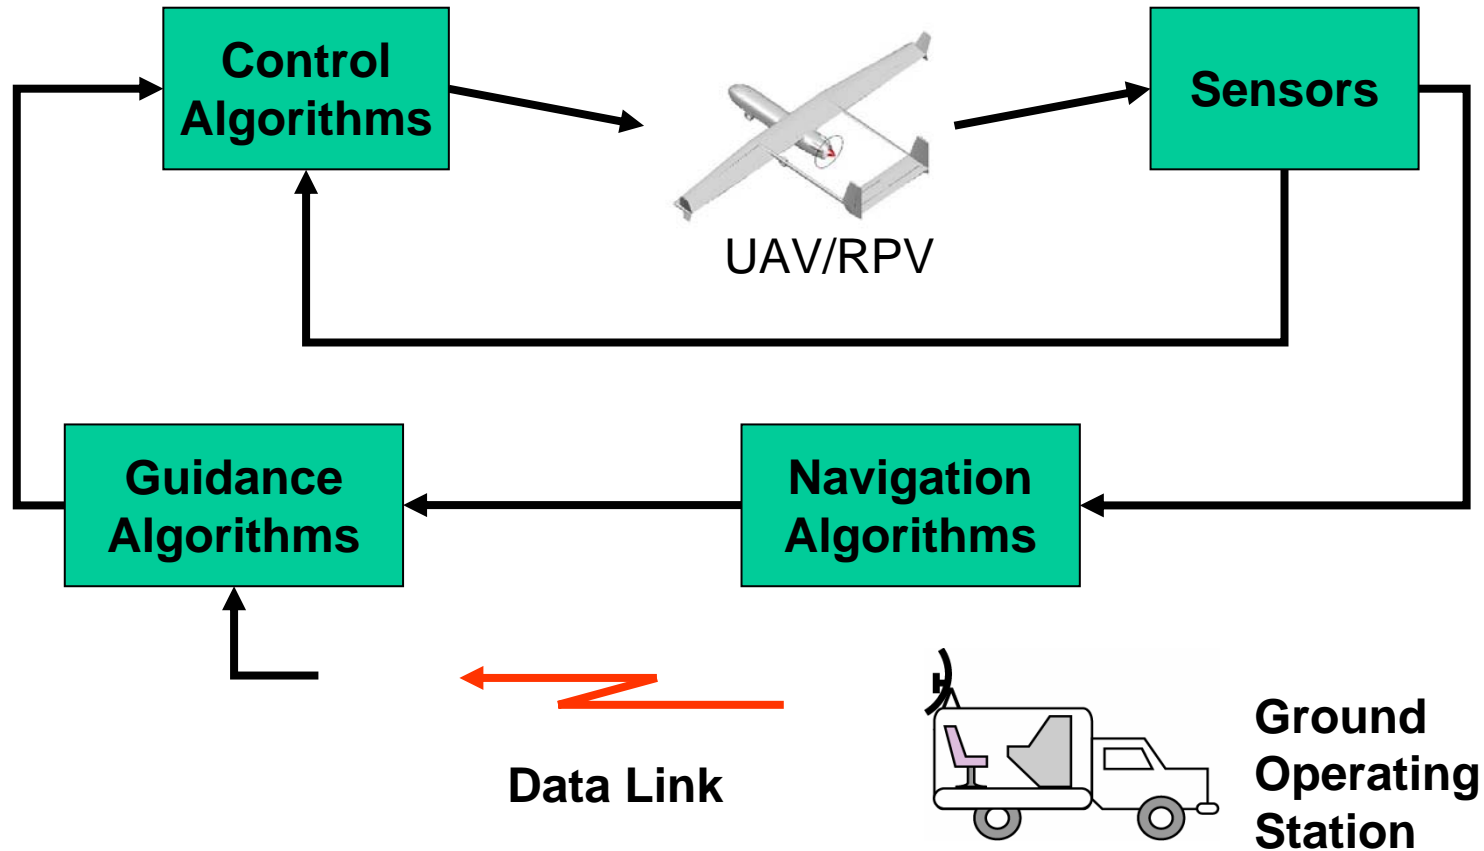 Control
Algorithms
Sensors
UAV/RPV
Guidance
Algorithms
Navigation
Algorithms
Data Link
Ground
Operating
Station